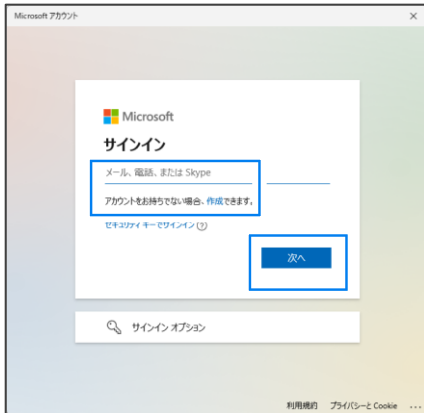 Microsoft アカウント
Microsoft
サインイン
メール、電話、または Skype
アカウントをお持ちでない場合、作成できます。
セキュリティ キーでサインイン
次へ
サインイン オプション
利用規約 プライバシーと Cookie ...